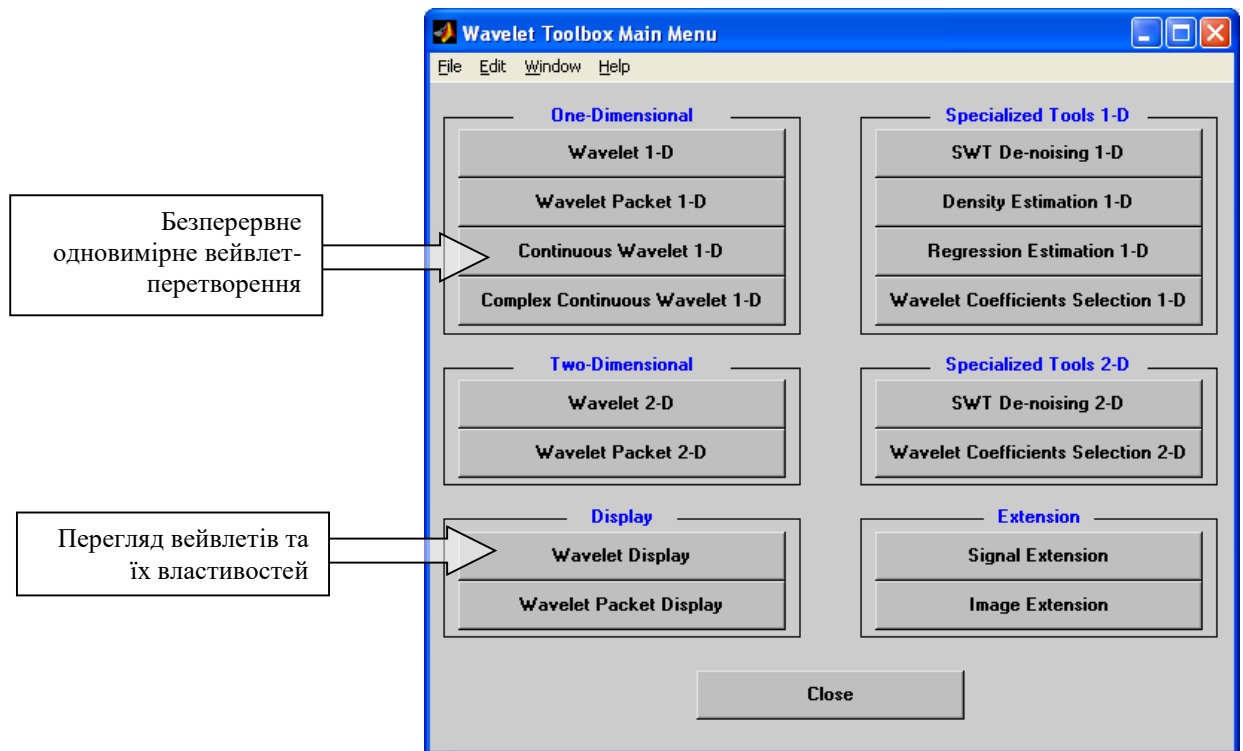 Wavelet Toolbox Main Menu
File Edit Window Help
One-Dimensional
Wavelet 1-D
Wavelet Packet 1-D
Continuous Wavelet 1-D
Complex Continuous Wavelet 1-D
Specialized Tools 1-D
SWT De-noising 1-D
Density Estimation 1-D
Regression Estimation 1-D
Wavelet Coefficients Selection 1-D
Безперервне
одновимірне вейвлет-
перетворення
Two-Dimensional
Wavelet 2-D
Wavelet Packet 2-D
Specialized Tools 2-D
SWT De-noising 2-D
Wavelet Coefficients Selection 2-D
Перегляд вейвлетів та
їх властивостей
Display
Wavelet Display
Wavelet Packet Display
Extension
Signal Extension
Image Extension
Close